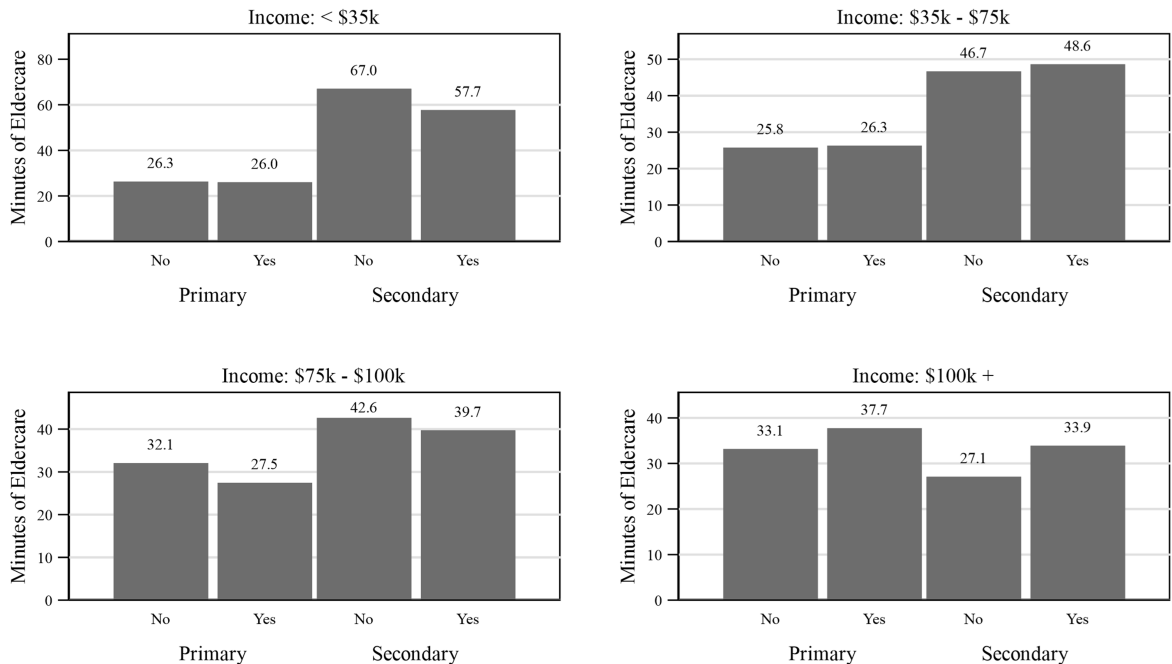 Income: < $35k
Minutes of Eldercare
80
60
40
20
0
26.3
26.0
67.0
57.7
No Yes No Yes
Primary Secondary
Income: $35k - $75k
Minutes of Eldercare
50
40
30
20
10
0
25.8
26.3
46.7
48.6
No Yes No Yes
Primary Secondary
Income: $75k - $100k
Minutes of Eldercare
40
30
20
10
0
32.1
27.5
42.6
39.7
No Yes No Yes
Primary Secondary
Income: $100k +
Minutes of Eldercare
40
30
20
10
0
33.1
37.7
27.1
33.9
No Yes No Yes
Primary Secondary